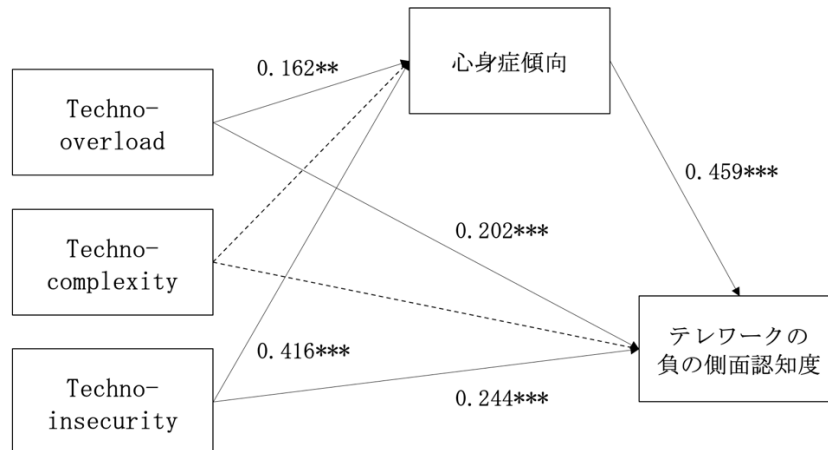 心身症傾向
0.162**
Techno-
overload
0.459***
0.202***
Techno-
complexity
テレワークの
負の側面認知度
0.416***
Techno-
insecurity
0.244***